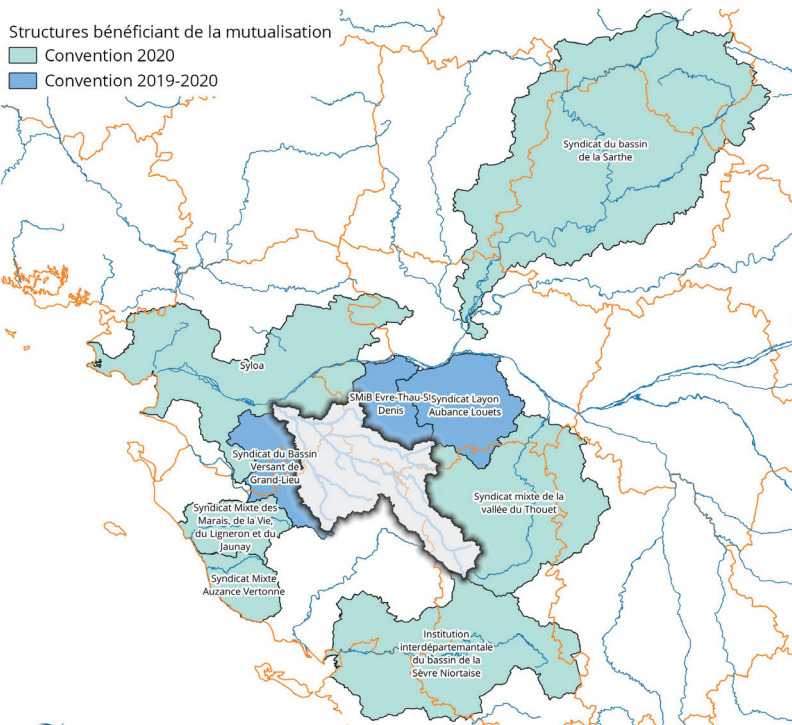 Structures bénéficiant de la mutualisation
Convention 2020
Convention 2019-2020
Syndicat du bassin
de la Sarthe
Syloa
SMiB Evre-Thau-S
Denis
Syndicat Layon
Aubance Louets
Syndicat du Bassin
Versant de
Grand-Lieu
Syndicat mixte de la
vallée du Thouet
Syndicat Mixte des
Marais, de la Vie,
du Ligneron et du
Jaunay
Syndicat Mixte
Auzance Vertonne
Institution
interdépartemantale
du bassin de la
Sèvre Niortaise